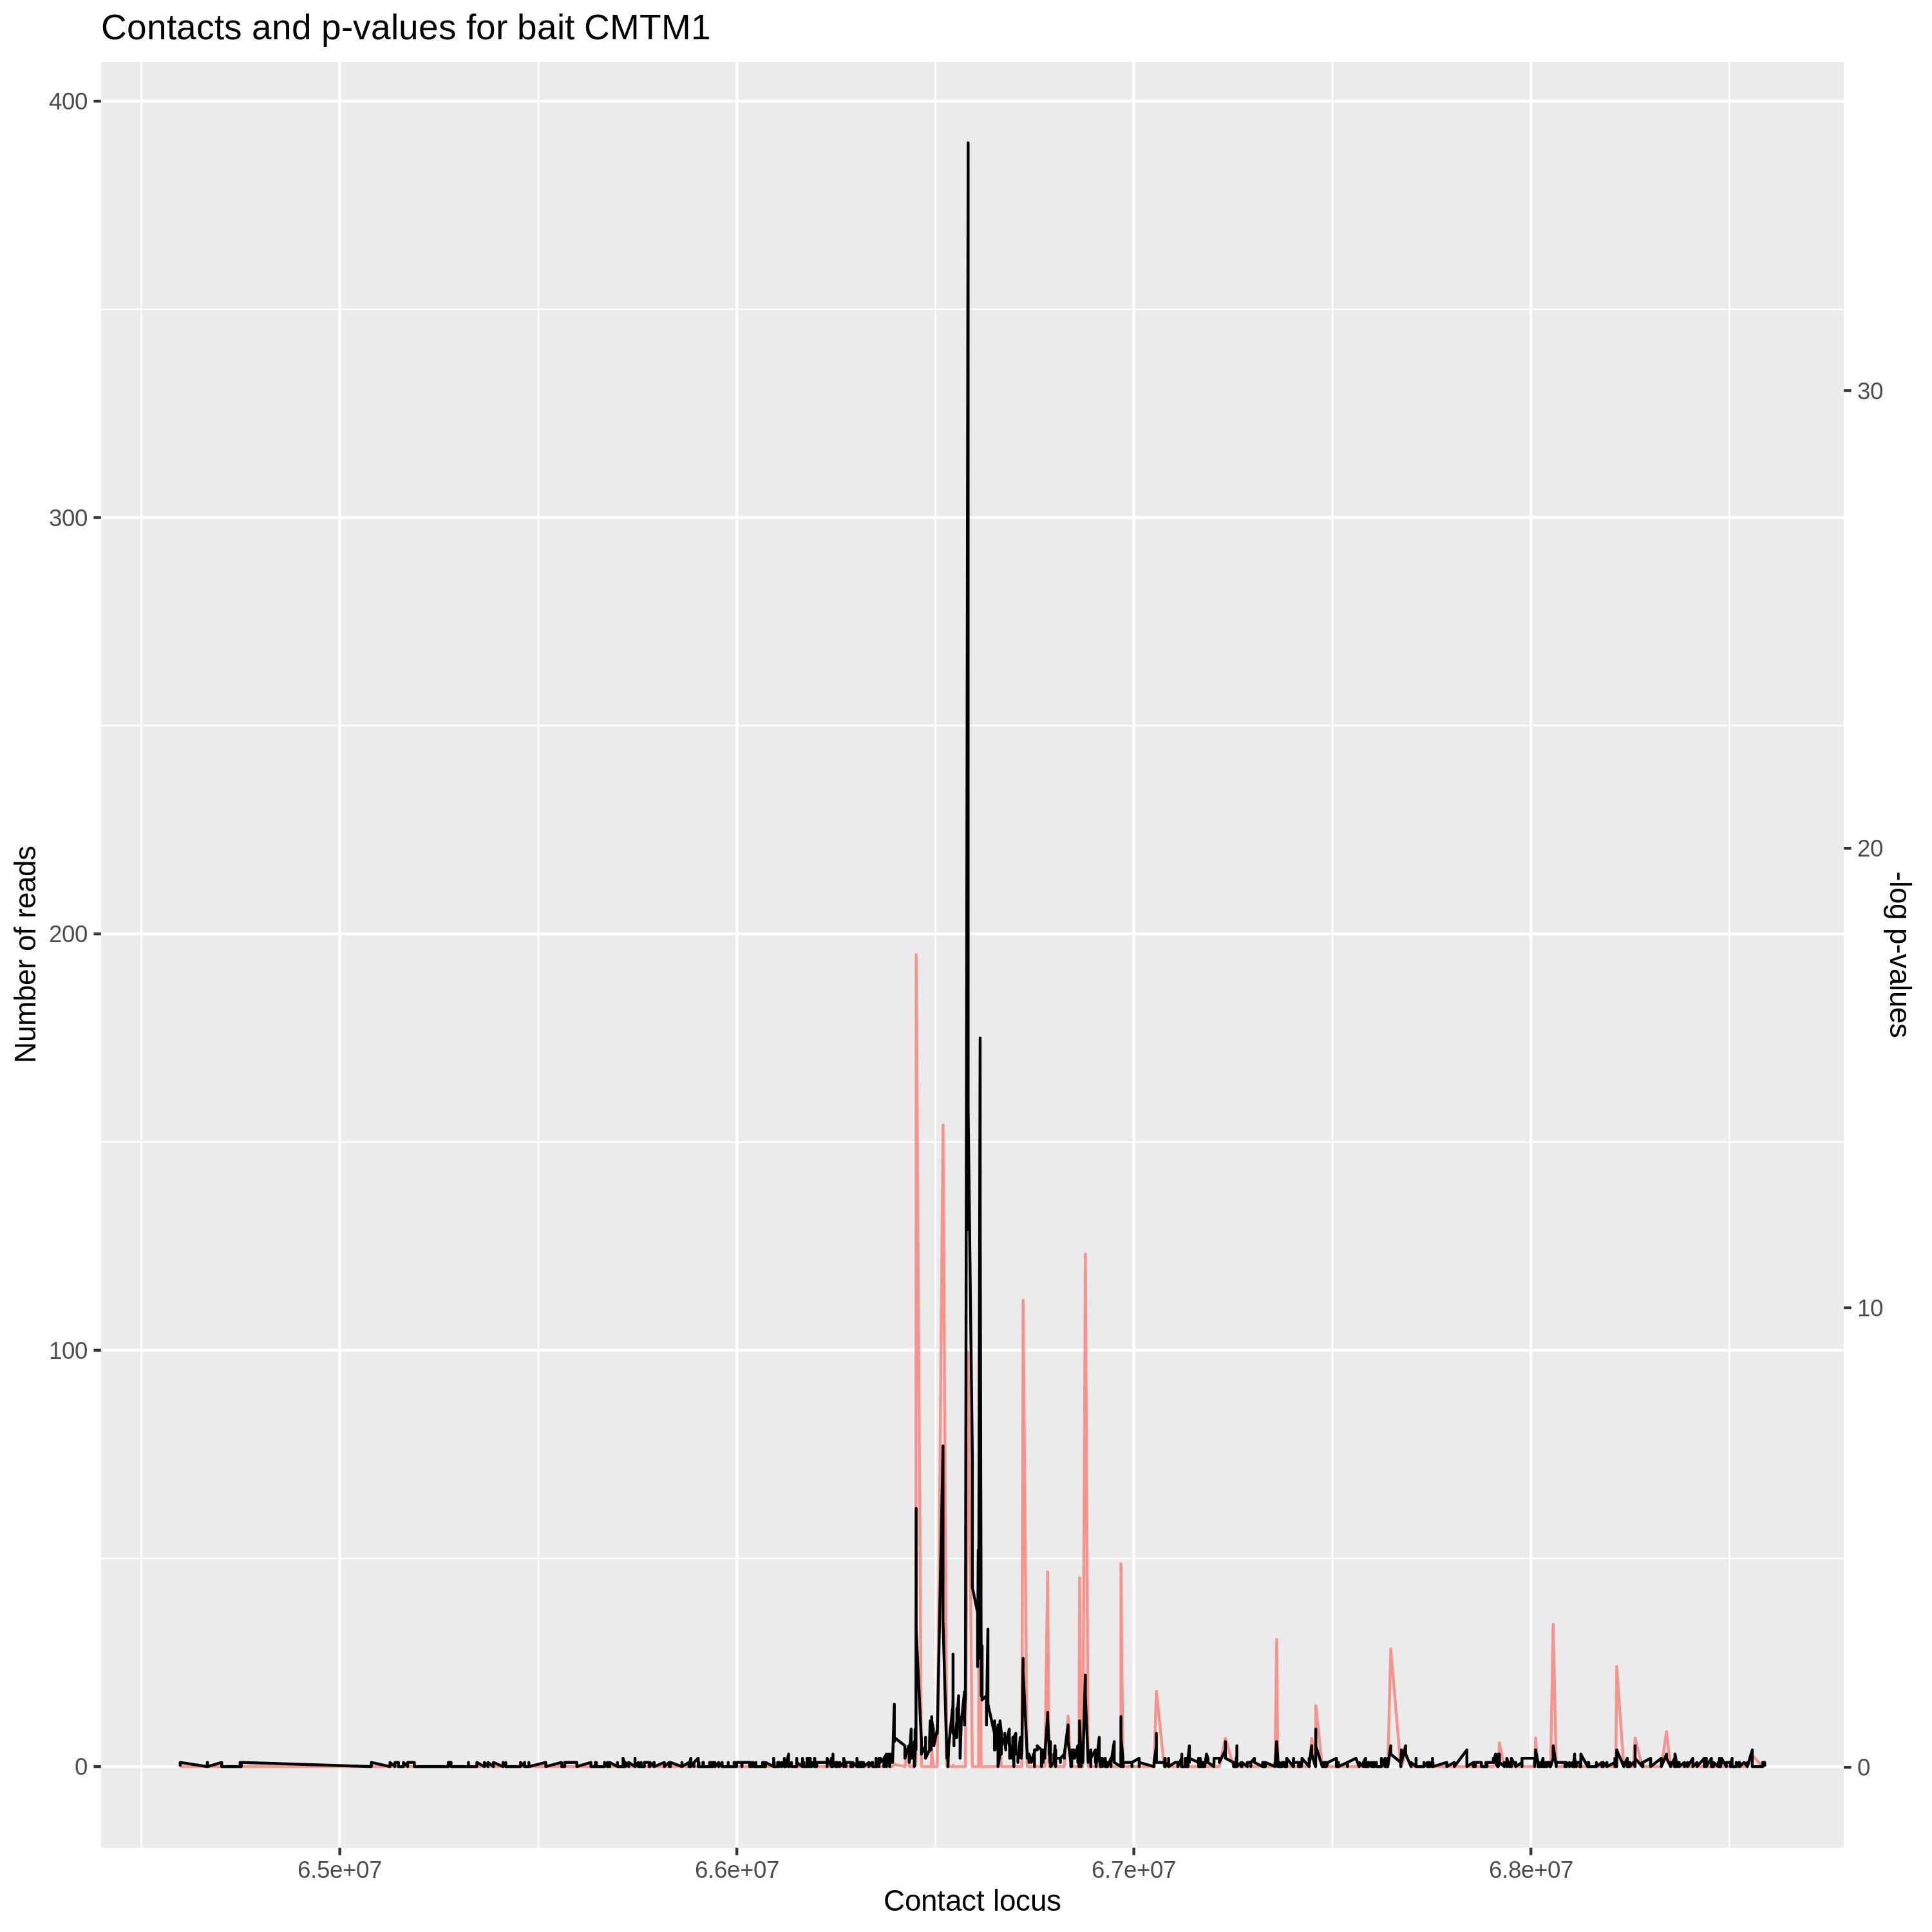 Contacts and p-values for bait CMTM1
400
300
200
100
0
Number of reads
30
20
10
0
-log p-values
6.5e+07
6.6e+07
6.7e+07
6.8e+07
Contact locus